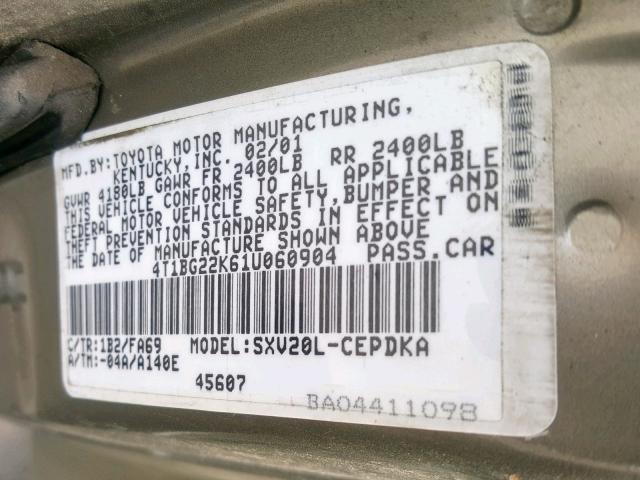 MFD.BY:TOYOTA MOTOR MANUFACTURING,
KENTUCKY,INC. 02/01
GVWR 4180LB GAWR FR 2400LB RR 2400LB
THIS VEHICLE CONFORMS TO ALL APPLICABLE
FEDERAL MOTOR VEHICLE SAFETY,BUMPER AND
THEFT PREVENTION STANDARDS IN EFFECT ON
THE DATE OF MANUFACTURE SHOWN ABOVE
4T1BG22K61U060904 PASS.CAR
C/TR:1B2/FA69 MODEL:SXV20L-CEPDKA
A/TM:-04A/A140E
45607
BA04411098